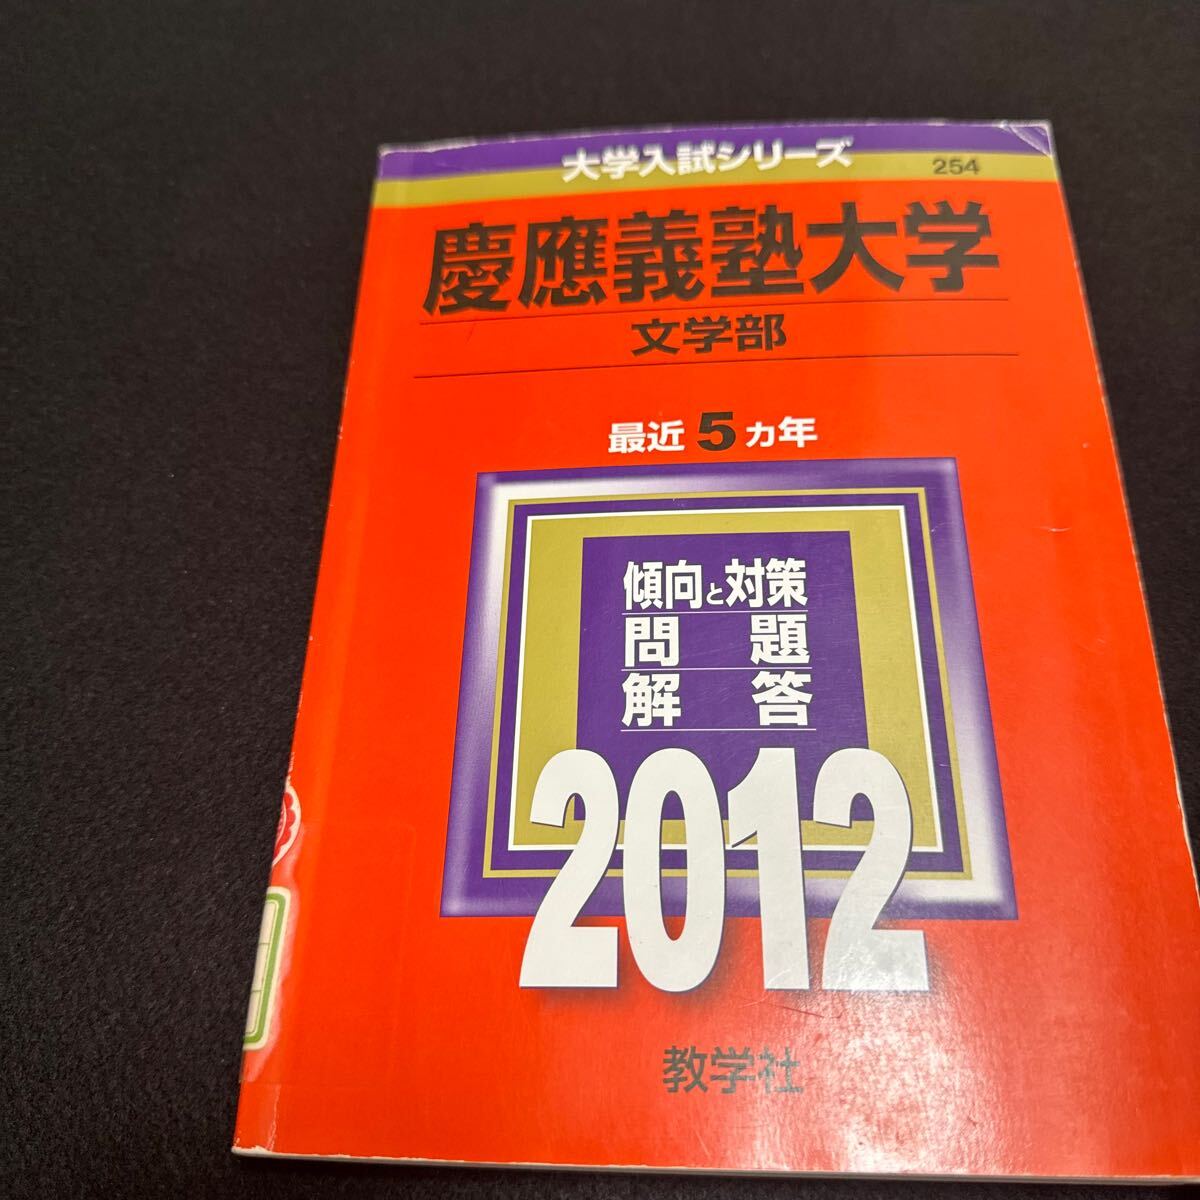 大学入試シリーズ
254
慶應義塾大学
文学部
最近5ヵ年
傾向と対策
問題
解答
2012
教学社